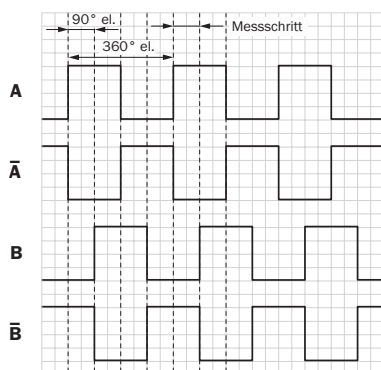 90° el.
Messschritt
360° el.
A
A̅
B
B̅